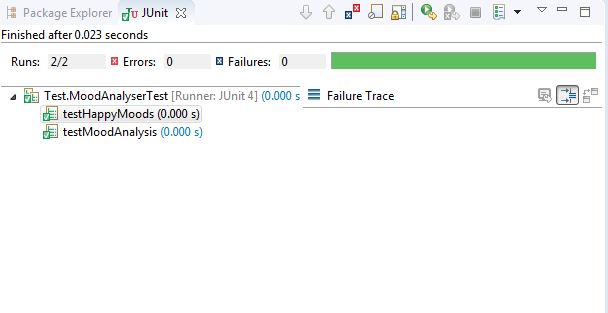 Package Explorer JUnit
Finished after 0.023 seconds
Runs: 2/2 Errors: 0 Failures: 0
Test.MoodAnalyserTest [Runner: JUnit 4] (0.000 s Failure Trace
testHappyMoods (0.000 s)
testMoodAnalysis (0.000 s)